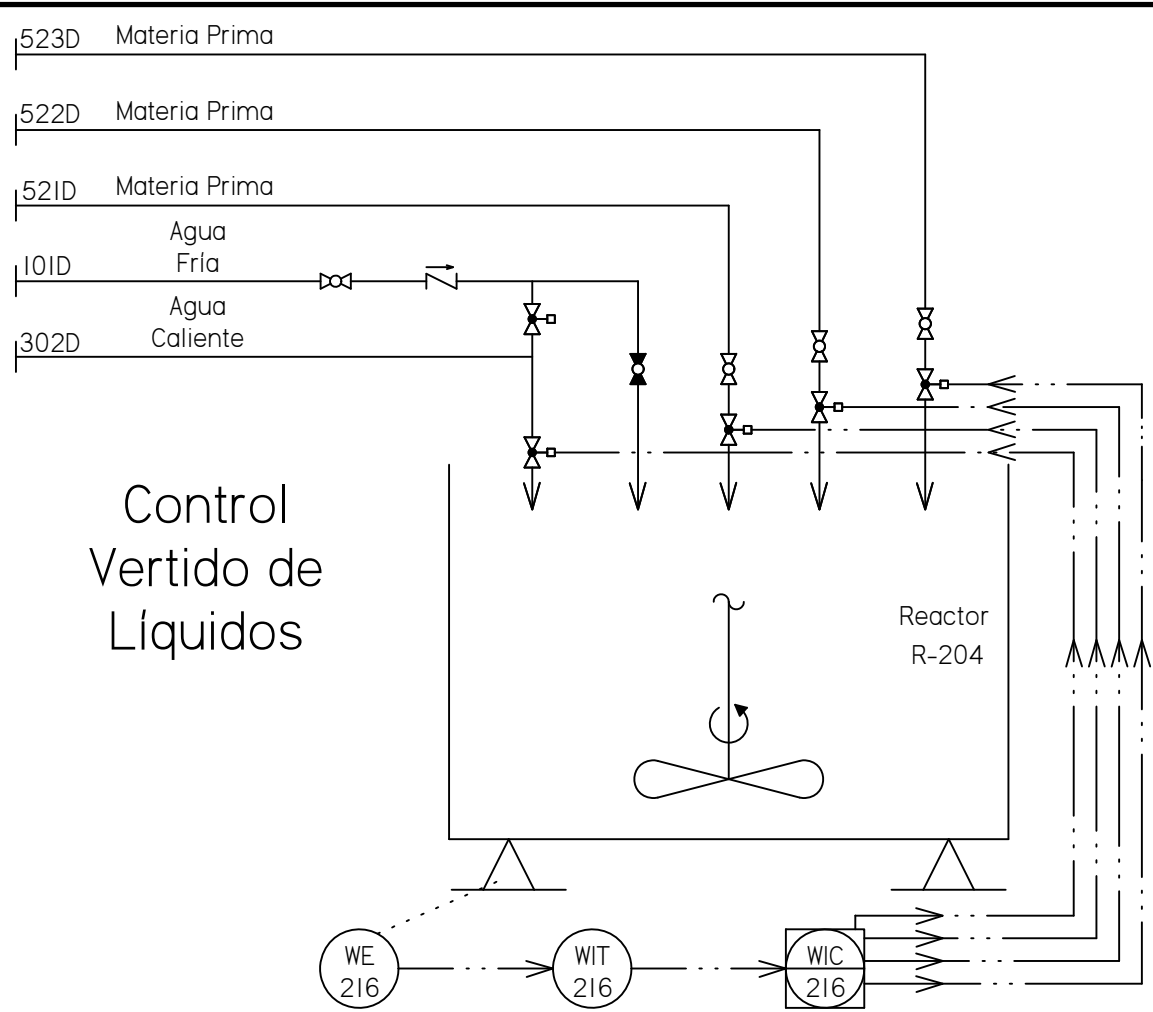 523D Materia Prima
522D Materia Prima
521D Materia Prima
Agua
101D Fría
Agua
302D Caliente
Control
Vertido de
Líquidos
Reactor
R-204
WE
216
WIT
216
WIC
216